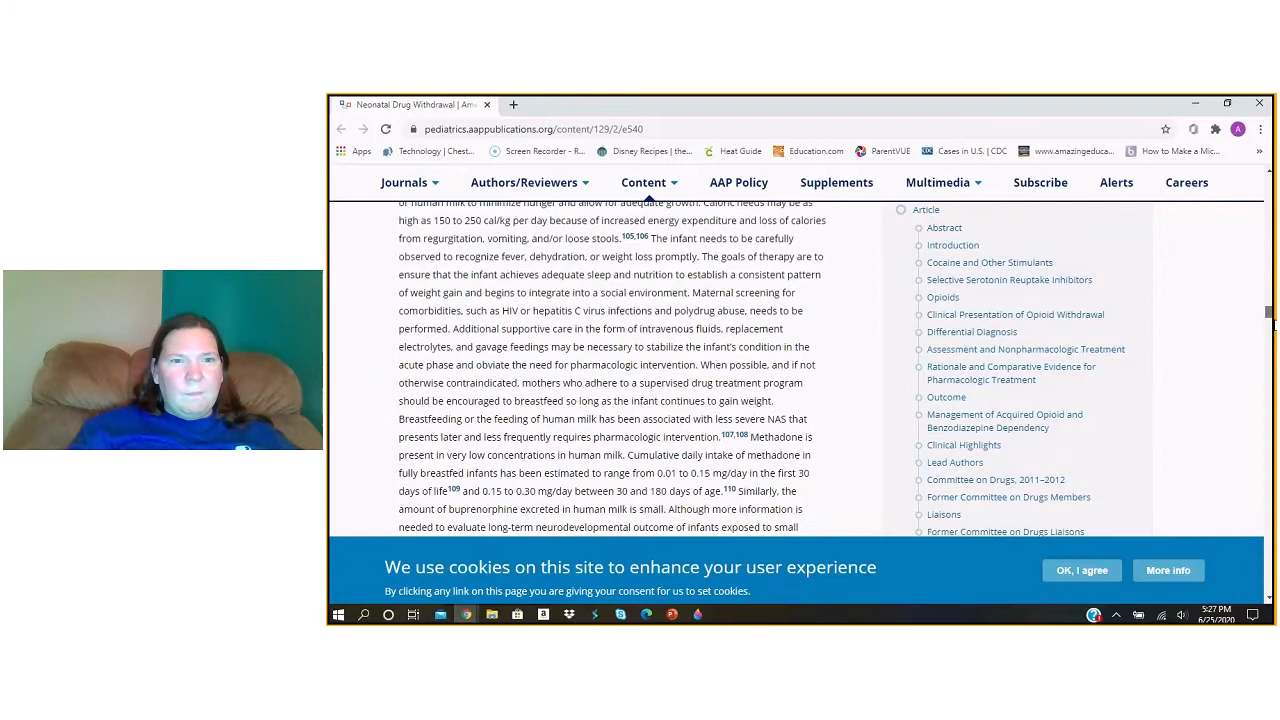 Neonatal Drug Withdrawal | Ame
pediatrics.aappublications.org/content/129/2/e540
A
Apps Technology | Chest... Screen Recorder - R... Disney Recipes | the... Heat Guide Education.com ParentVUE Cases in U.S. | CDC www.amazingeduca... How to Make a Mic... »
Journals Authors/Reviewers Content AAP Policy Supplements Multimedia Subscribe Alerts Careers
of human milk to minimize hunger and allow for adequate growth. Caloric needs may be as
high as 150 to 250 cal/kg per day because of increased energy expenditure and loss of calories
from regurgitation, vomiting, and/or loose stools.105,106 The infant needs to be carefully
observed to recognize fever, dehydration, or weight loss promptly. The goals of therapy are to
ensure that the infant achieves adequate sleep and nutrition to establish a consistent pattern
of weight gain and begins to integrate into a social environment. Maternal screening for
comorbidities, such as HIV or hepatitis C virus infections and polydrug abuse, needs to be
performed. Additional supportive care in the form of intravenous fluids, replacement
electrolytes, and gavage feedings may be necessary to stabilize the infant's condition in the
acute phase and obviate the need for pharmacologic intervention. When possible, and if not
otherwise contraindicated, mothers who adhere to a supervised drug treatment program
should be encouraged to breastfeed so long as the infant continues to gain weight.
Breastfeeding or the feeding of human milk has been associated with less severe NAS that
presents later and less frequently requires pharmacologic intervention.107,108 Methadone is
present in very low concentrations in human milk. Cumulative daily intake of methadone in
fully breastfed infants has been estimated to range from 0.01 to 0.15 mg/day in the first 30
days of life109 and 0.15 to 0.30 mg/day between 30 and 180 days of age.110 Similarly, the
amount of buprenorphine excreted in human milk is small. Although more information is
needed to evaluate long-term neurodevelopmental outcome of infants exposed to small
Article
Abstract
Introduction
Cocaine and Other Stimulants
Selective Serotonin Reuptake Inhibitors
Opioids
Clinical Presentation of Opioid Withdrawal
Differential Diagnosis
Assessment and Nonpharmacologic Treatment
Rationale and Comparative Evidence for
Pharmacologic Treatment
Outcome
Management of Acquired Opioid and
Benzodiazepine Dependency
Clinical Highlights
Lead Authors
Committee on Drugs, 2011–2012
Former Committee on Drugs Members
Liaisons
Former Committee on Drugs Liaisons
We use cookies on this site to enhance your user experience
By clicking any link on this page you are giving your consent for us to set cookies.
OK, I agree More info
5:27 PM
6/25/2020